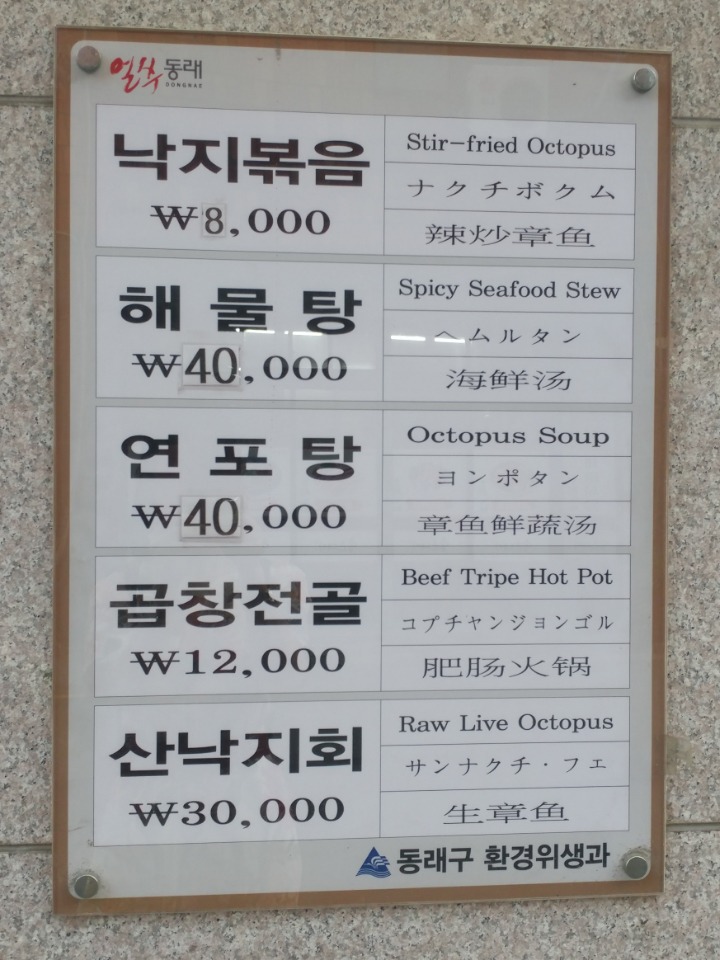 열씨동래
DONGNAE
낙지볶음
₩8,000
Stir-fried Octopus
ナクチボクム
辣炒章鱼
해물탕
₩40,000
Spicy Seafood Stew
ヘムルタン
海鲜汤
연포탕
₩40,000
Octopus Soup
ヨンポタン
章鱼鲜蔬汤
곱창전골
₩12,000
Beef Tripe Hot Pot
コプチャンジョンゴル
肥肠火锅
산낙지회
₩30,000
Raw Live Octopus
サンナクチ・フェ
生章鱼
동래구 환경위생과